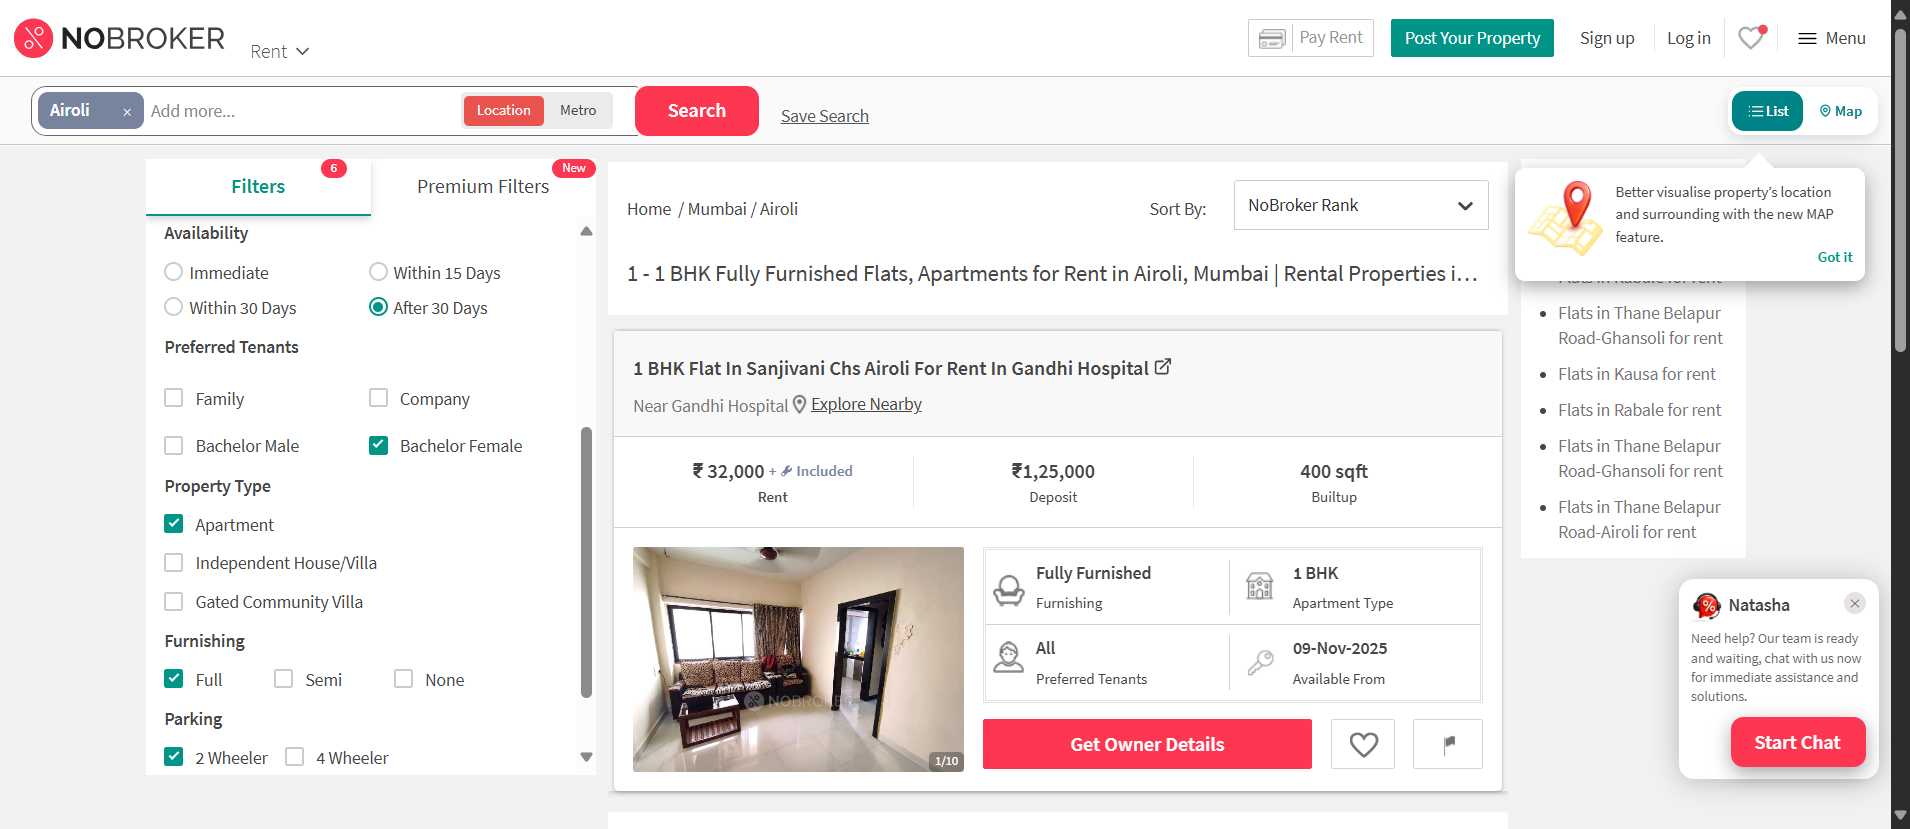 NOBROKER
Rent
Pay Rent
Post Your Property
Sign up
Log in
Menu
Airoli ×
Add more...
Location
Metro
Search
Save Search
List
Map
Filters
6
Premium Filters
New
Availability
Immediate
Within 15 Days
Within 30 Days
After 30 Days
Preferred Tenants
Family
Company
Bachelor Male
Bachelor Female
Property Type
Apartment
Independent House/Villa
Gated Community Villa
Furnishing
Full
Semi
None
Parking
2 Wheeler
4 Wheeler
Home / Mumbai / Airoli
Sort By:
NoBroker Rank
1 - 1 BHK Fully Furnished Flats, Apartments for Rent in Airoli, Mumbai | Rental Properties i...
1 BHK Flat In Sanjivani Chs Airoli For Rent In Gandhi Hospital
Near Gandhi Hospital Explore Nearby
₹ 32,000 + Included
Rent
₹1,25,000
Deposit
400 sqft
Builtup
NOBROKER
1/10
Fully Furnished
Furnishing
1 BHK
Apartment Type
All
Preferred Tenants
09-Nov-2025
Available From
Get Owner Details
Better visualise property's location
and surrounding with the new MAP
feature.
Got it
Flats in Rabale for rent
Flats in Thane Belapur
Road-Ghansoli for rent
Flats in Kausa for rent
Flats in Rabale for rent
Flats in Thane Belapur
Road-Ghansoli for rent
Flats in Thane Belapur
Road-Airoli for rent
Natasha
Need help? Our team is ready
and waiting, chat with us now
for immediate assistance and
solutions.
Start Chat